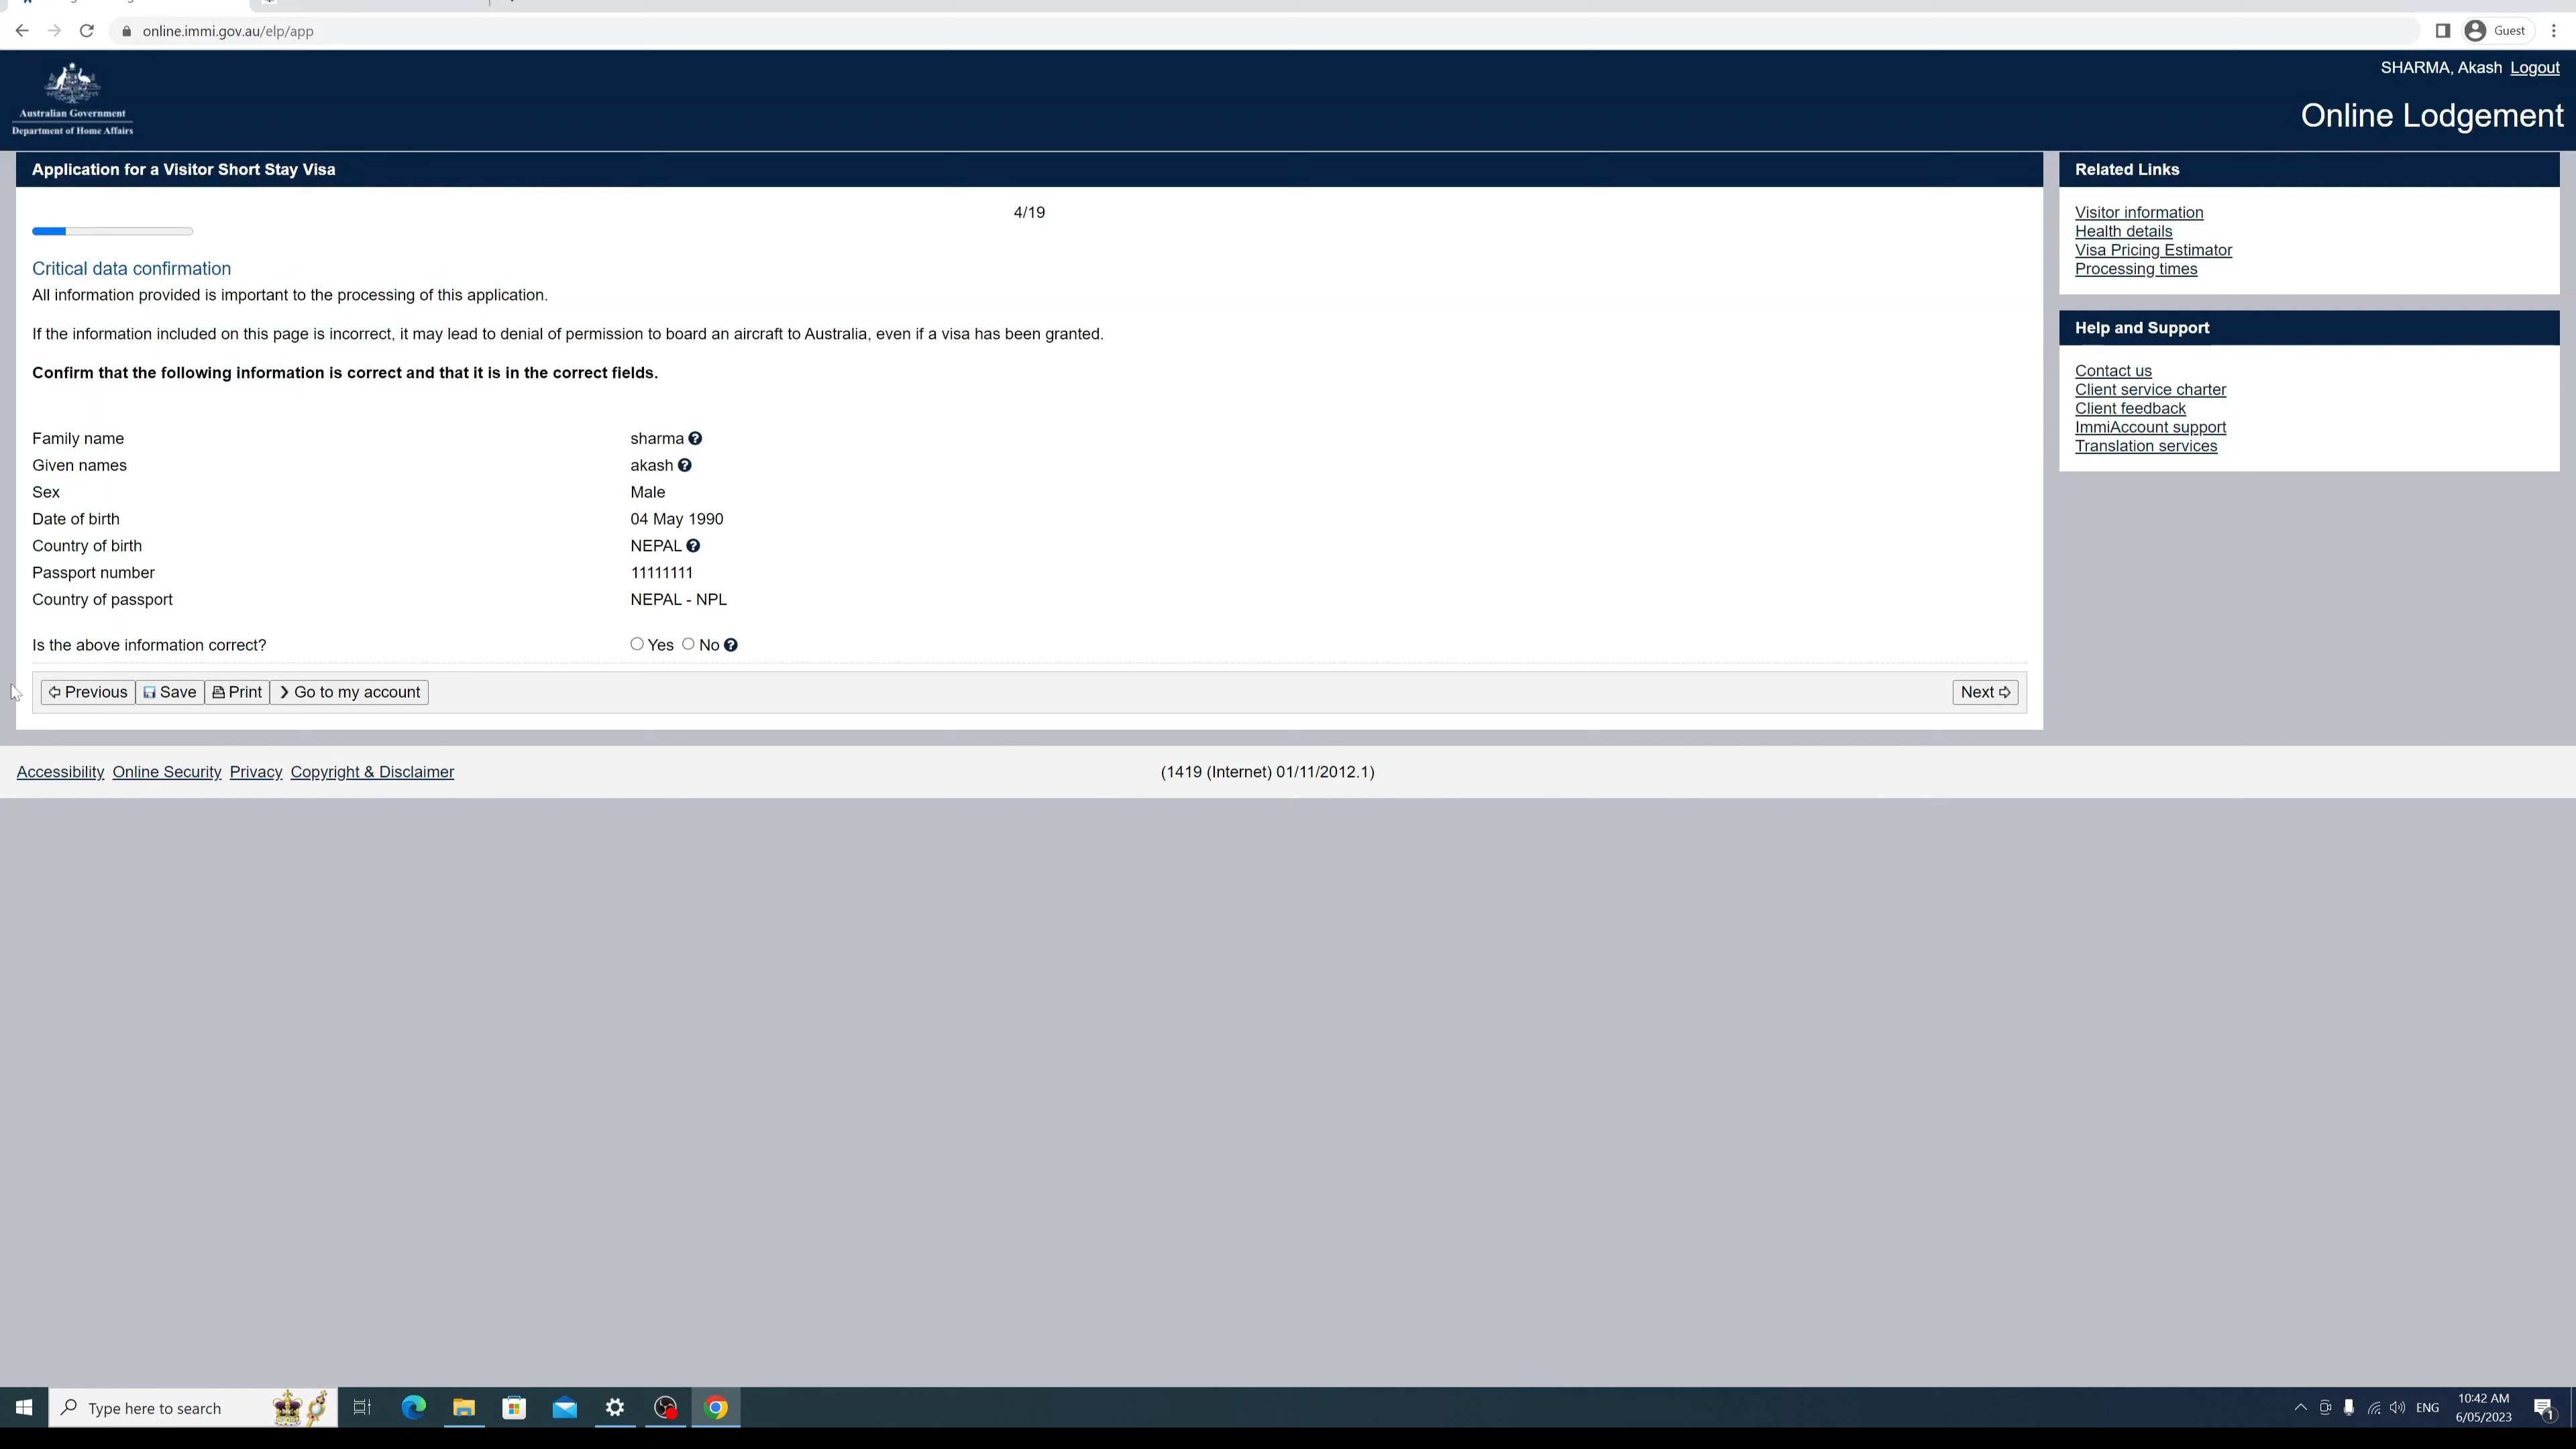 online.immi.gov.au/elp/app
Guest
SHARMA, Akash Logout
Australian Government
Department of Home Affairs
Online Lodgement
Application for a Visitor Short Stay Visa
4/19
Critical data confirmation
All information provided is important to the processing of this application.
If the information included on this page is incorrect, it may lead to denial of permission to board an aircraft to Australia, even if a visa has been granted.
Confirm that the following information is correct and that it is in the correct fields.
Family name sharma ?
Given names akash ?
Sex Male
Date of birth 04 May 1990
Country of birth NEPAL ?
Passport number 11111111
Country of passport NEPAL - NPL
Is the above information correct? Yes No ?
Previous Save Print Go to my account Next
Related Links
Visitor information
Health details
Visa Pricing Estimator
Processing times
Help and Support
Contact us
Client service charter
Client feedback
ImmiAccount support
Translation services
Accessibility Online Security Privacy Copyright & Disclaimer (1419 (Internet) 01/11/2012.1)
Type here to search
ENG
10:42 AM
6/05/2023
1